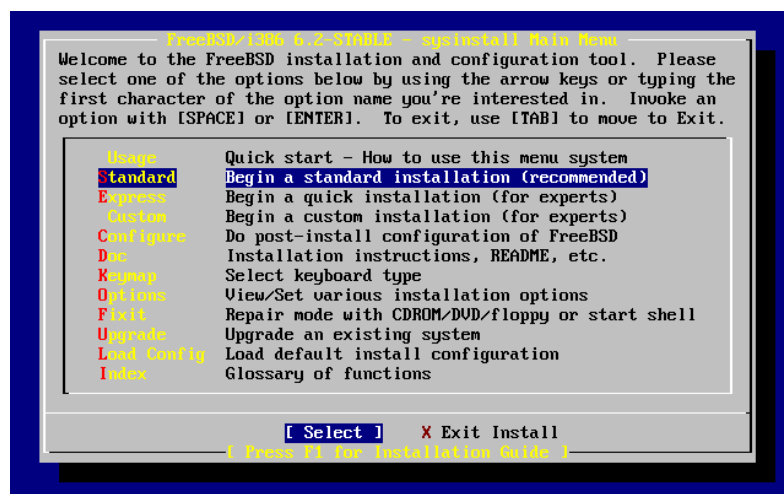 FreeBSD/i386 6.2-STABLE - sysinstall Main Menu
Welcome to the FreeBSD installation and configuration tool.  Please
select one of the options below by using the arrow keys or typing the
first character of the option name you're interested in.  Invoke an
option with [SPACE] or [ENTER].  To exit, use [TAB] to move to Exit.
Usage Quick start - How to use this menu system
Standard Begin a standard installation (recommended)
Express Begin a quick installation (for experts)
Custom Begin a custom installation (for experts)
Configure Do post-install configuration of FreeBSD
Doc Installation instructions, README, etc.
Keymap Select keyboard type
Options View/Set various installation options
Fixit Repair mode with CDROM/DVD/floppy or start shell
Upgrade Upgrade an existing system
Load Config Load default install configuration
Index Glossary of functions
[ Select ] X Exit Install
[ Press F1 for Installation Guide ]